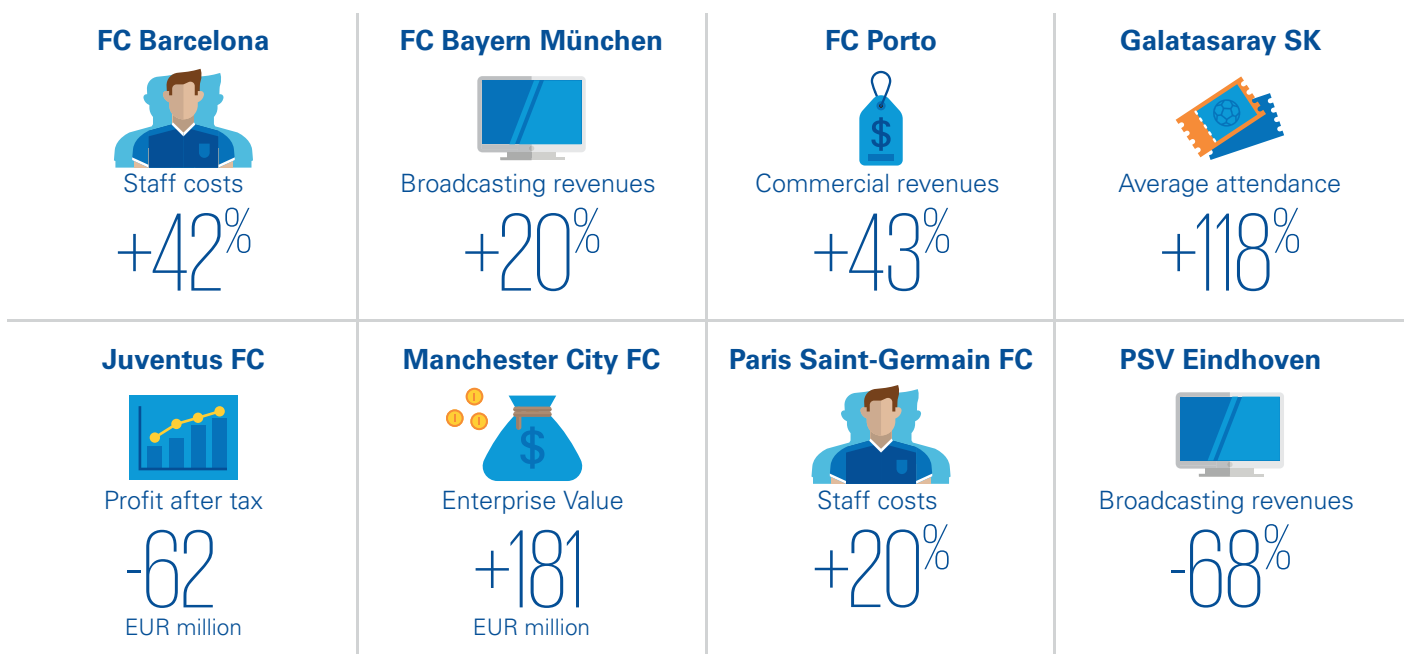 FC Barcelona
Staff costs
+42%
FC Bayern München
Broadcasting revenues
+20%
FC Porto
$
Commercial revenues
+43%
Galatasaray SK
Average attendance
+118%
Juventus FC
Profit after tax
-62
EUR million
Manchester City FC
$
Enterprise Value
+181
EUR million
Paris Saint-Germain FC
Staff costs
+20%
PSV Eindhoven
Broadcasting revenues
-68%